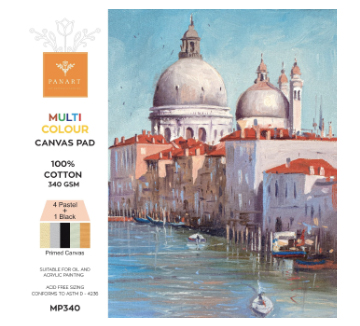 PANART
MULTI
COLOUR
CANVAS PAD
100%
COTTON
340 GSM
4 Pastel
+
1 Black
Primed Canvas
SUITABLE FOR OIL AND
ACRYLIC PAINTING
ACID FREE SIZING
CONFORMS TO ASTM D - 4236
MP340